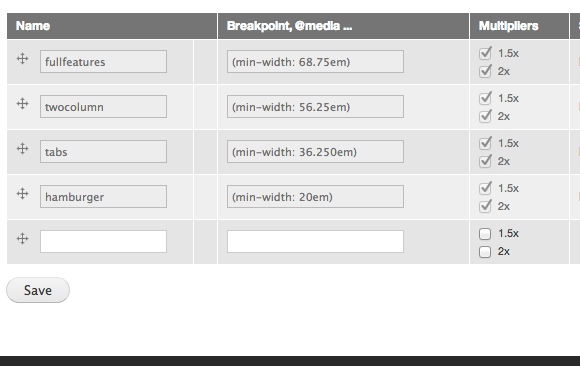 Name Breakpoint, @media ... Multipliers
fullfeatures (min-width: 68.75em) 1.5x
2x
twocolumn (min-width: 56.25em) 1.5x
2x
tabs (min-width: 36.250em) 1.5x
2x
hamburger (min-width: 20em) 1.5x
2x
1.5x
2x
Save